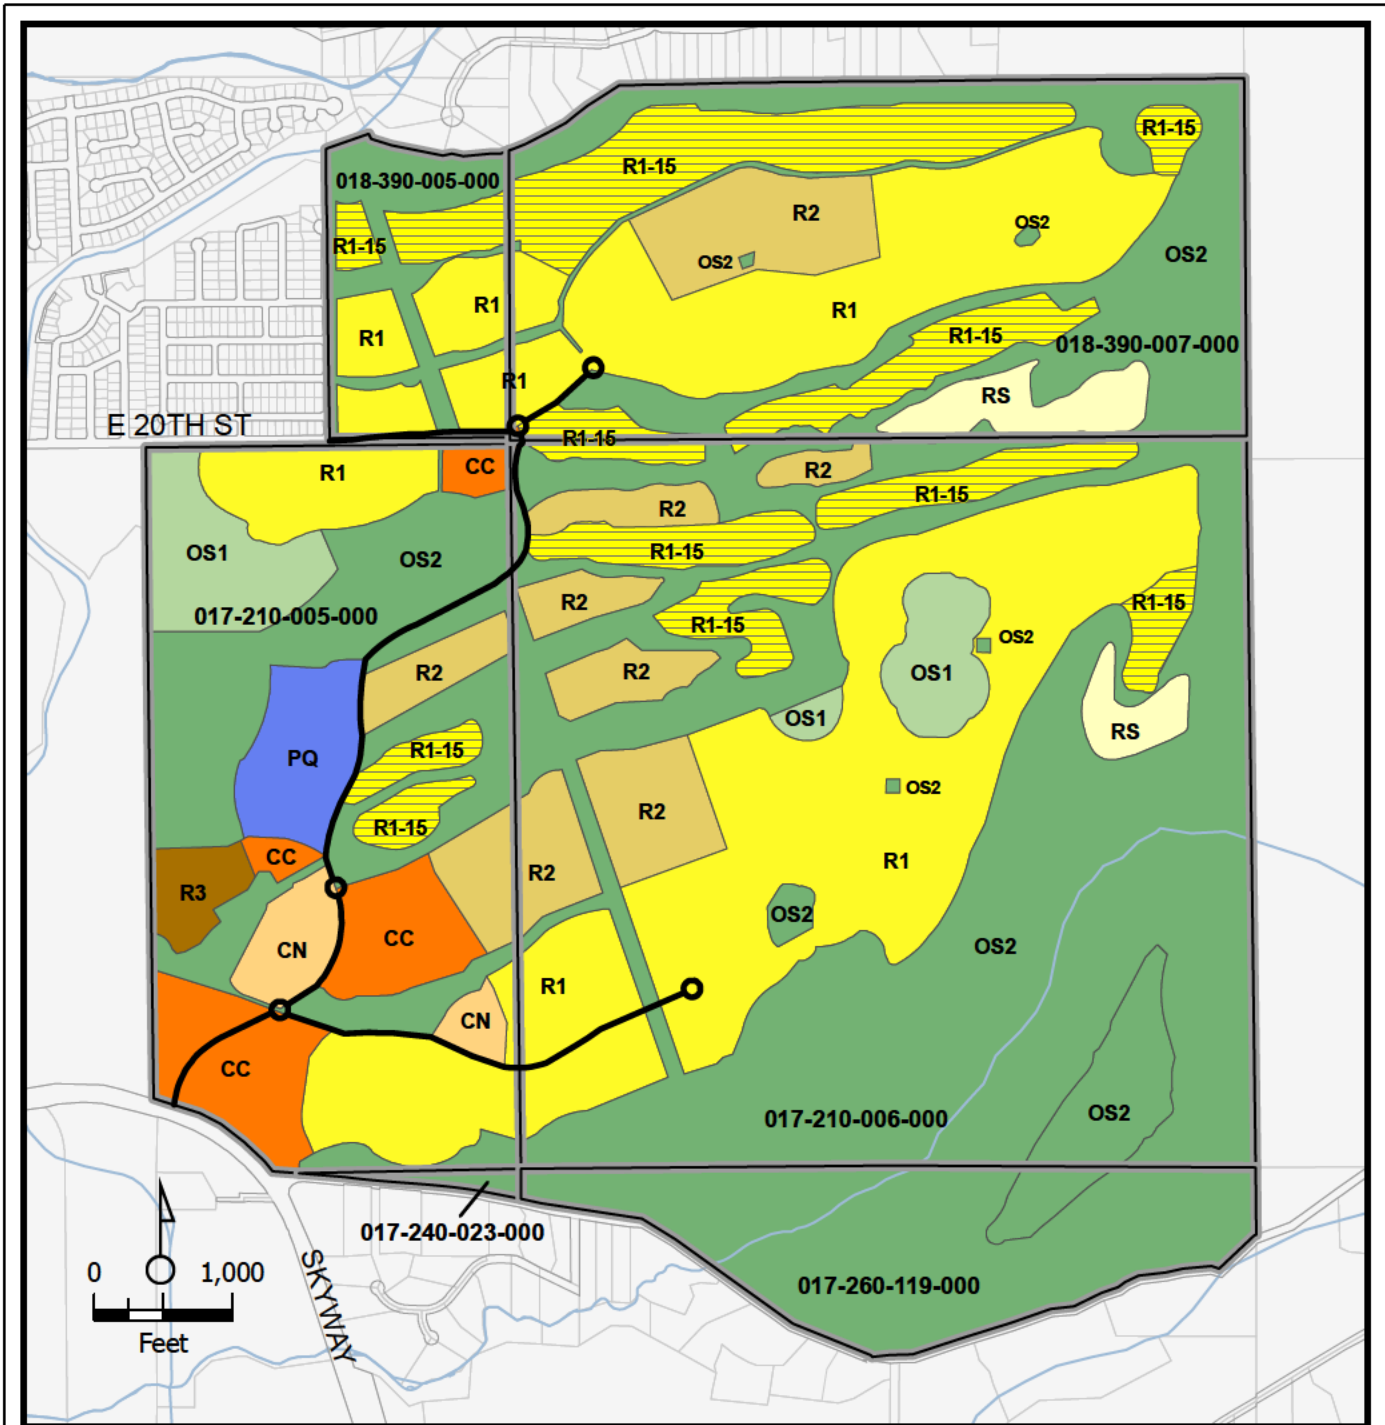 R1-15
R1-15
018-390-005-000
R2
OS2
R1-15
OS2
OS2
R1
R1
R1
R1-15
018-390-007-000
R1
RS
E 20TH ST
R1-15
R1
CC
R2
R1-15
R2
OS1
OS2
R1-15
R2
R1-15
017-210-005-000
R1-15
OS2
R2
R2
OS1
OS1
RS
R1-15
PQ
OS2
R2
R1-15
CC
R1
R2
R3
OS2
CC
CN
OS2
R1
CN
CC
017-210-006-000
OS2
017-240-023-000
0
1,000
SKYWAY
017-260-119-000
Feet